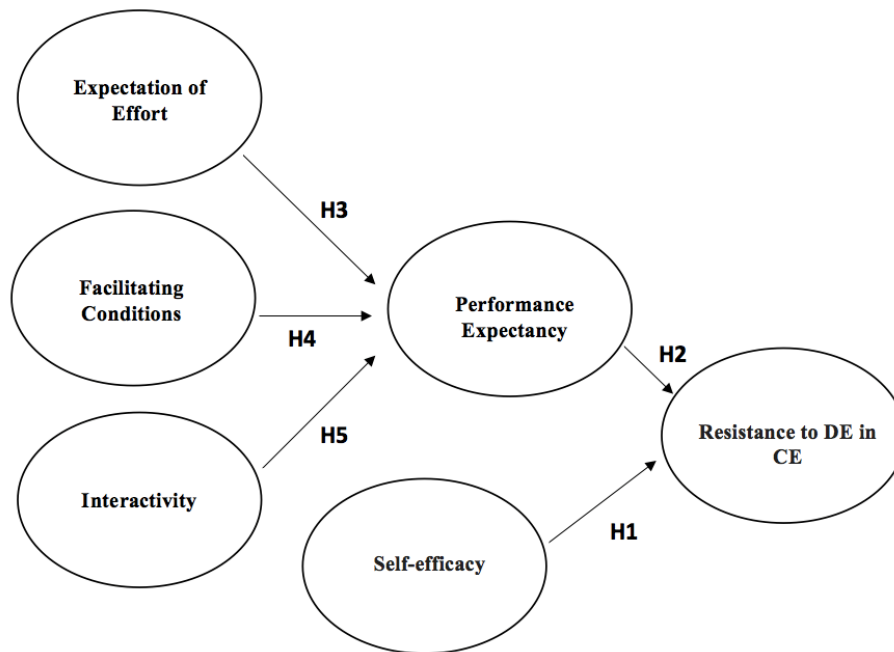 Expectation of
Effort
H3
Facilitating
Conditions
H4
Performance
Expectancy
H2
Interactivity
H5
Resistance to DE in
CE
Self-efficacy
H1